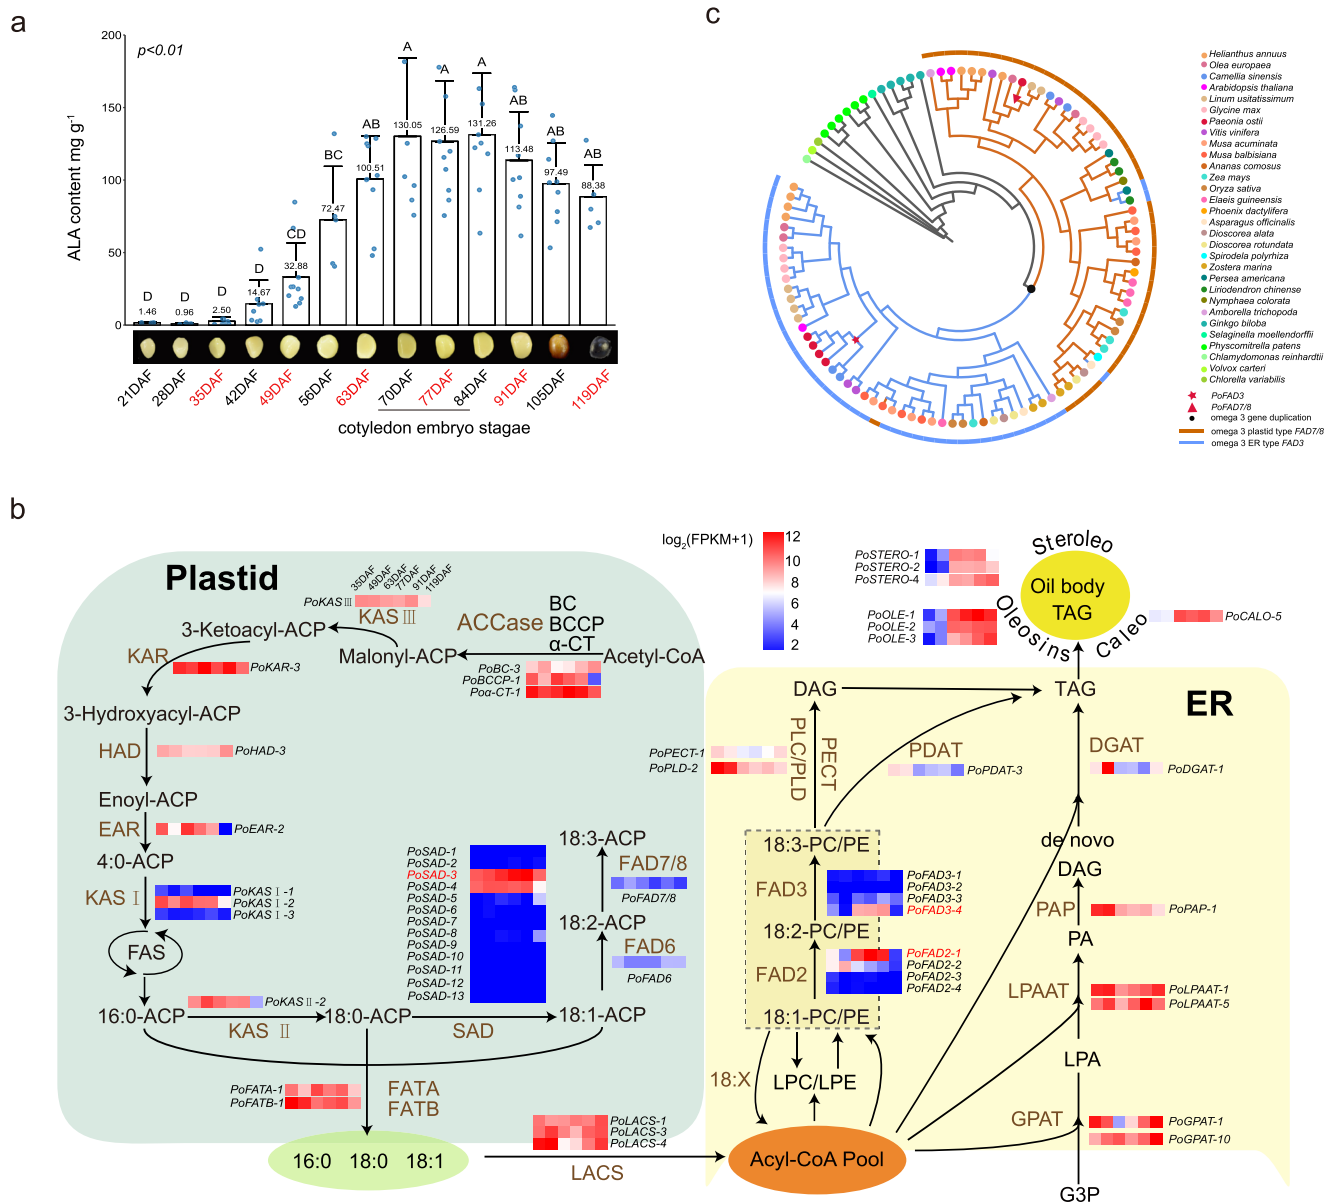 a
200
150
100
50
0
ALA content mg g-1
p<0.01
D
1.46
D
0.96
D
2.50
D
14.67
CD
32.88
BC
72.47
AB
100.51
A
130.05
A
126.59
A
131.26
AB
113.48
AB
97.49
AB
88.38
21DAF
28DAF
35DAF
42DAF
49DAF
56DAF
63DAF
70DAF
77DAF
84DAF
91DAF
105DAF
119DAF
cotyledon embryo stagae
c
Helianthus annuus
Olea europaea
Camellia sinensis
Arabidopsis thaliana
Linum usitatissimum
Glycine max
Paeonia ostii
Vitis vinifera
Musa acuminata
Musa balbisiana
Ananas comosus
Zea mays
Oryza sativa
Elaeis guineensis
Phoenix dactylifera
Asparagus officinalis
Dioscorea alata
Dioscorea rotundata
Spirodela polyrhiza
Zostera marina
Persea americana
Liriodendron chinense
Nymphaea colorata
Amborella trichopoda
Ginkgo biloba
Selaginella moellendorffii
Physcomitrella patens
Chlamydomonas reinhardtii
Volvox carteri
Chlorella variabilis
PoFAD3
PoFAD7/8
omega 3 gene duplication
omega 3 plastid type FAD7/8
omega 3 ER type FAD3
b
Plastid
35DAF
49DAF
63DAF
77DAF
91DAF
119DAF
PoKASⅢ
KASⅢ
3-Ketoacyl-ACP
Malonyl-ACP
ACCase
BC
BCCP
α-CT
Acetyl-CoA
PoBC-3
PoBCCP-1
Poα-CT-1
KAR
PoKAR-3
3-Hydroxyacyl-ACP
HAD
PoHAD-3
Enoyl-ACP
EAR
PoEAR-2
4:0-ACP
KASⅠ
PoKASⅠ-1
PoKASⅠ-2
PoKASⅠ-3
FAS
PoKASⅡ-2
16:0-ACP
KAS Ⅱ
18:0-ACP
SAD
18:1-ACP
PoSAD-1
PoSAD-2
PoSAD-3
PoSAD-4
PoSAD-5
PoSAD-6
PoSAD-7
PoSAD-8
PoSAD-9
PoSAD-10
PoSAD-11
PoSAD-12
PoSAD-13
18:3-ACP
FAD7/8
PoFAD7/8
18:2-ACP
FAD6
PoFAD6
PoFATA-1
PoFATB-1
FATA
FATB
16:0 18:0 18:1
PoLACS-1
PoLACS-3
PoLACS-4
LACS
log2(FPKM+1)
12
10
8
6
4
2
PoSTERO-1
PoSTERO-2
PoSTERO-4
PoOLE-1
PoOLE-2
PoOLE-3
Steroleo
Oil body
TAG
Oleosins
Caleo
PoCALO-5
ER
DAG
TAG
PoPECT-1
PoPLD-2
PLC/PLD
PECT
PDAT
PoPDAT-3
DGAT
PoDGAT-1
18:3-PC/PE
FAD3
PoFAD3-1
PoFAD3-2
PoFAD3-3
PoFAD3-4
18:2-PC/PE
FAD2
PoFAD2-1
PoFAD2-2
PoFAD2-3
PoFAD2-4
18:1-PC/PE
18:X
LPC/LPE
Acyl-CoA Pool
de novo
DAG
PAP
PoPAP-1
PA
LPAAT
PoLPAAT-1
PoLPAAT-5
LPA
GPAT
PoGPAT-1
PoGPAT-10
G3P